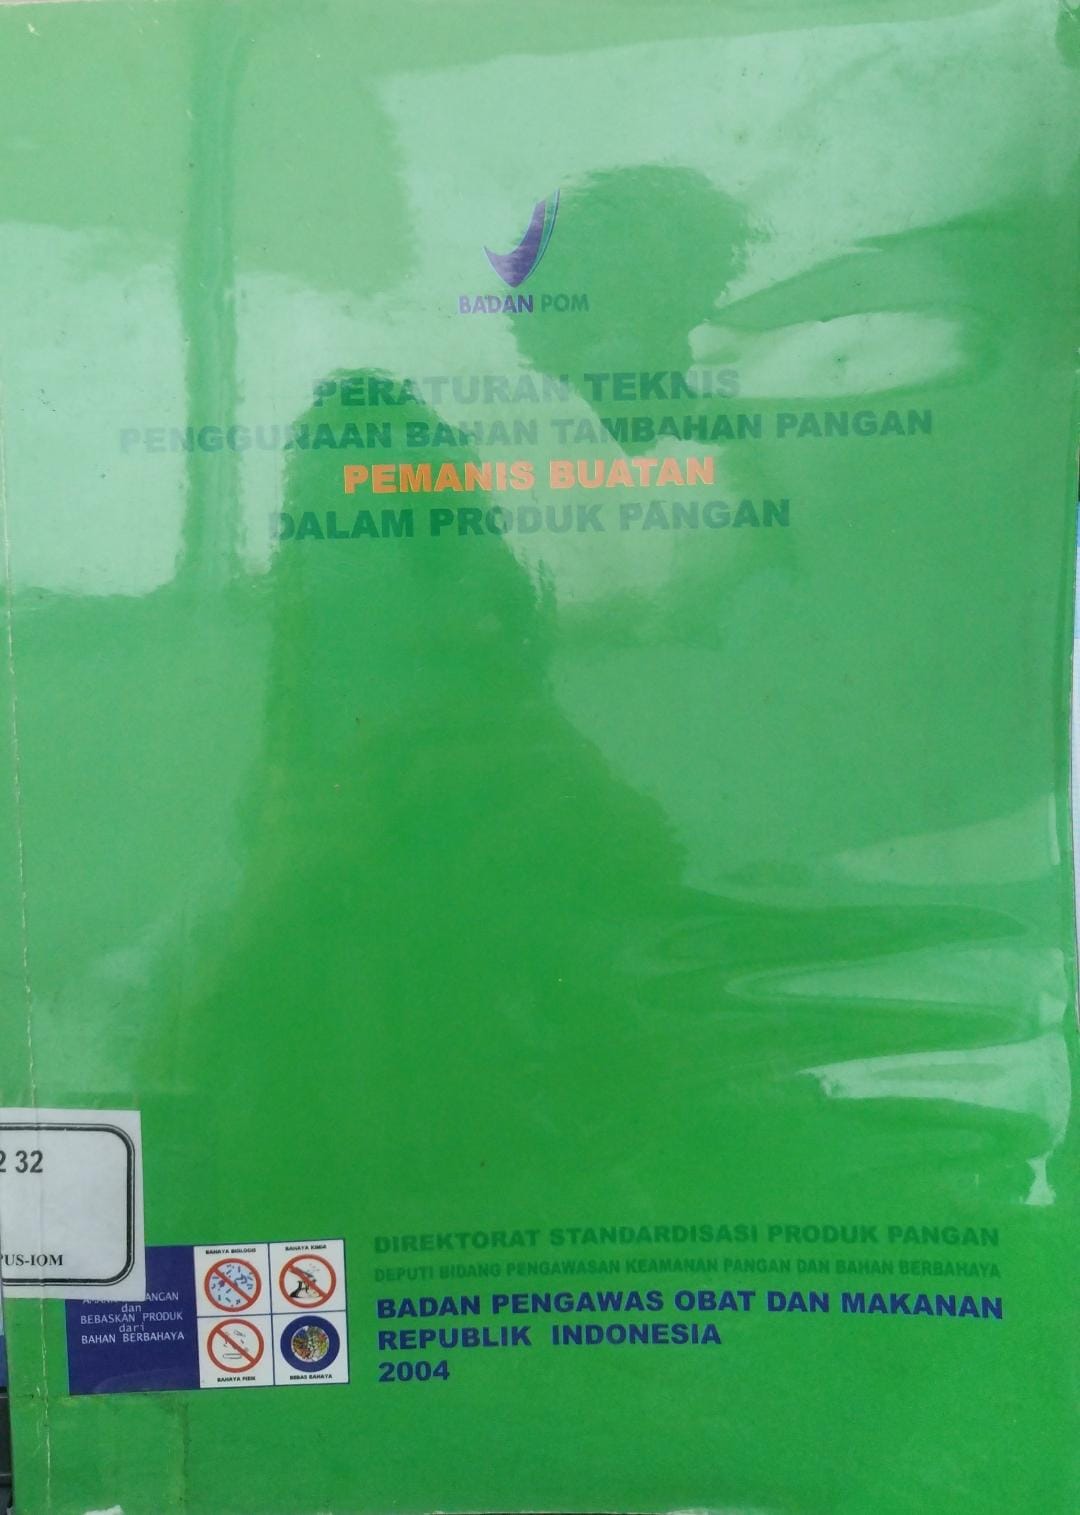 BADAN POM
PERATURAN TEKNIS
PENGGUNAAN BAHAN TAMBAHAN PANGAN
PEMANIS BUATAN
DALAM PRODUK PANGAN
2 32
PUS-IOM
dan
BEBASKAN PRODUK
dari
BAHAN BERBAHAYA
BAHAYA BIOLOGIS
BAHAYA KIMIA
BAHAYA FISIK
BEBAS BAHAYA
DIREKTORAT STANDARDISASI PRODUK PANGAN
DEPUTI BIDANG PENGAWASAN KEAMANAN PANGAN DAN BAHAN BERBAHAYA
BADAN PENGAWAS OBAT DAN MAKANAN
REPUBLIK INDONESIA
2004